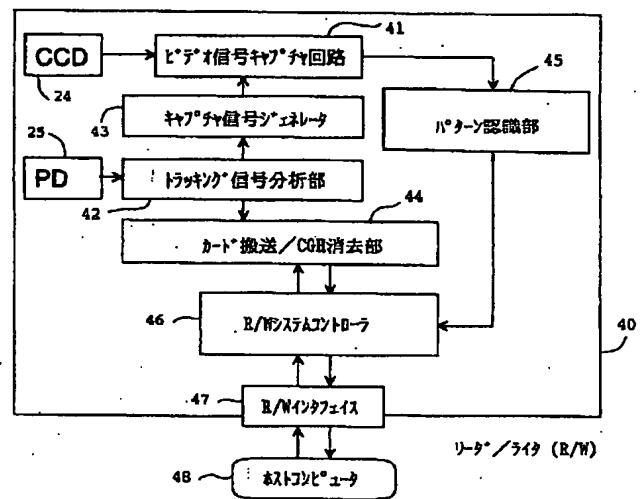 41
CCD
ビデオ信号キャプチャ回路
45
24
43
キャプチャ信号ジェネレータ
パターン認識部
25
PD
トラッキング信号分析部
42
44
カード搬送/CGH消去部
46
R/Wシステムコントローラ
40
47
R/Wインタフェイス
リーダ/ライタ (R/W)
48
ホストコンピュータ